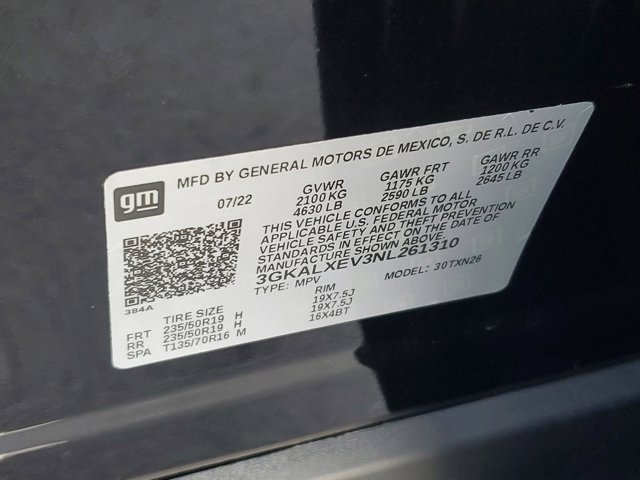 gm
MFD BY GENERAL MOTORS DE MEXICO, S. DE R.L. DE C.V.
07/22 GVWR GAWR FRT GAWR RR
2100 KG 1175 KG 1200 KG
4630 LB 2590 LB 2645 LB
THIS VEHICLE CONFORMS TO ALL
APPLICABLE U.S. FEDERAL MOTOR
VEHICLE SAFETY AND THEFT PREVENTION
STANDARDS IN EFFECT ON THE DATE OF
MANUFACTURE SHOWN ABOVE.
3GKALXEV3NL261310
TYPE: MPV MODEL: 30TXN26
384A
TIRE SIZE RIM
FRT 235/50R19 H 19X7.5J
RR 235/50R19 H 19X7.5J
SPA T135/70R16 M 16X4BT